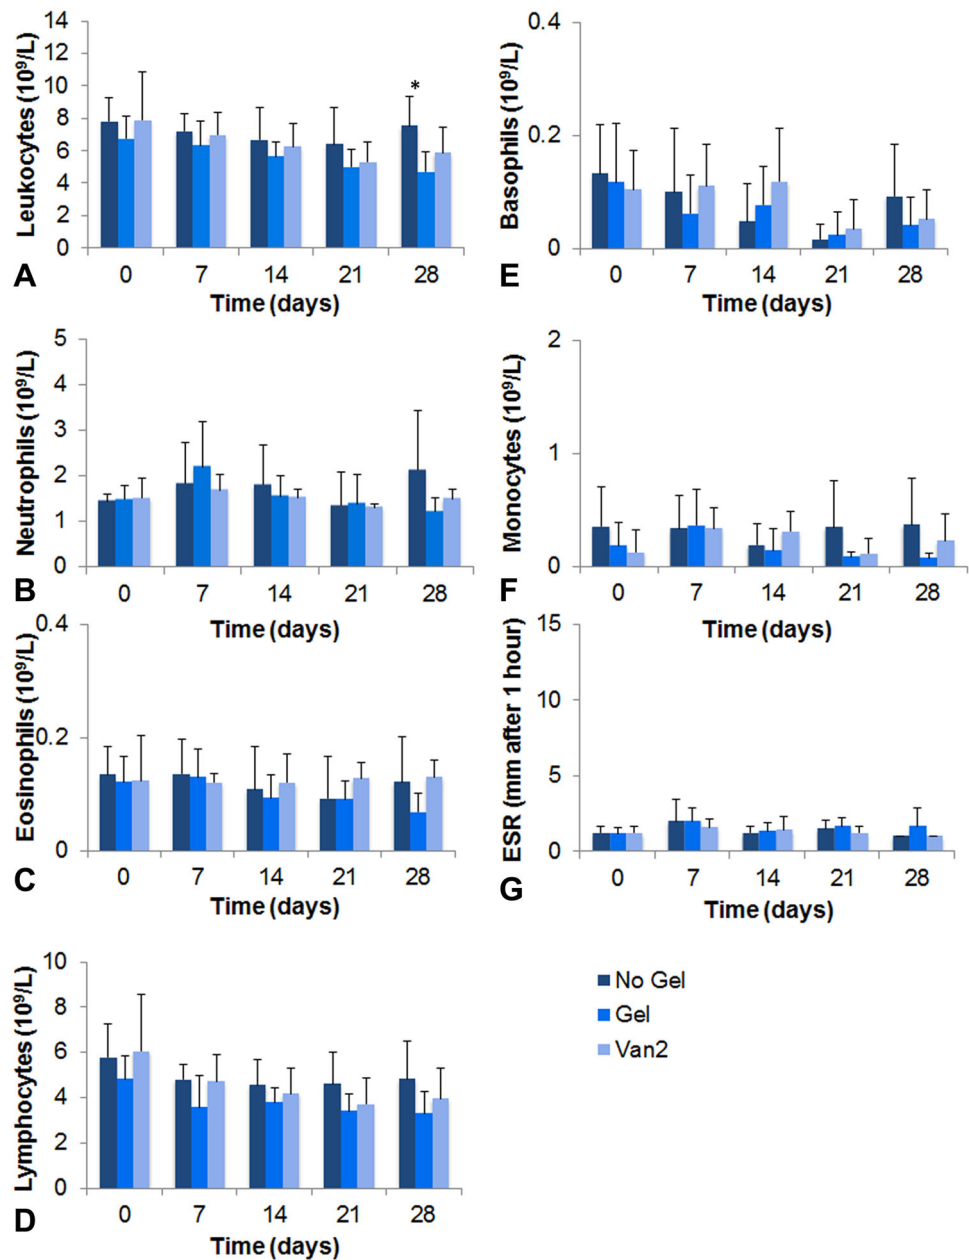 Leukocytes (10⁹/L)
14
12
10
8
6
4
2
0
*
0 7 14 21 28
Time (days)
A
Basophils (10⁹/L)
0.4
0.2
0
0 7 14 21 28
Time (days)
E
Neutrophils (10⁹/L)
5
4
3
2
1
0
0 7 14 21 28
Time (days)
B
Monocytes (10⁹/L)
2
1
0
0 7 14 21 28
Time (days)
F
Eosinophils (10⁹/L)
0.4
0.2
0
0 7 14 21 28
Time (days)
C
ESR (mm after 1 hour)
15
10
5
0
0 7 14 21 28
Time (days)
G
Lymphocytes (10⁹/L)
10
8
6
4
2
0
0 7 14 21 28
Time (days)
D
No Gel
Gel
Van2